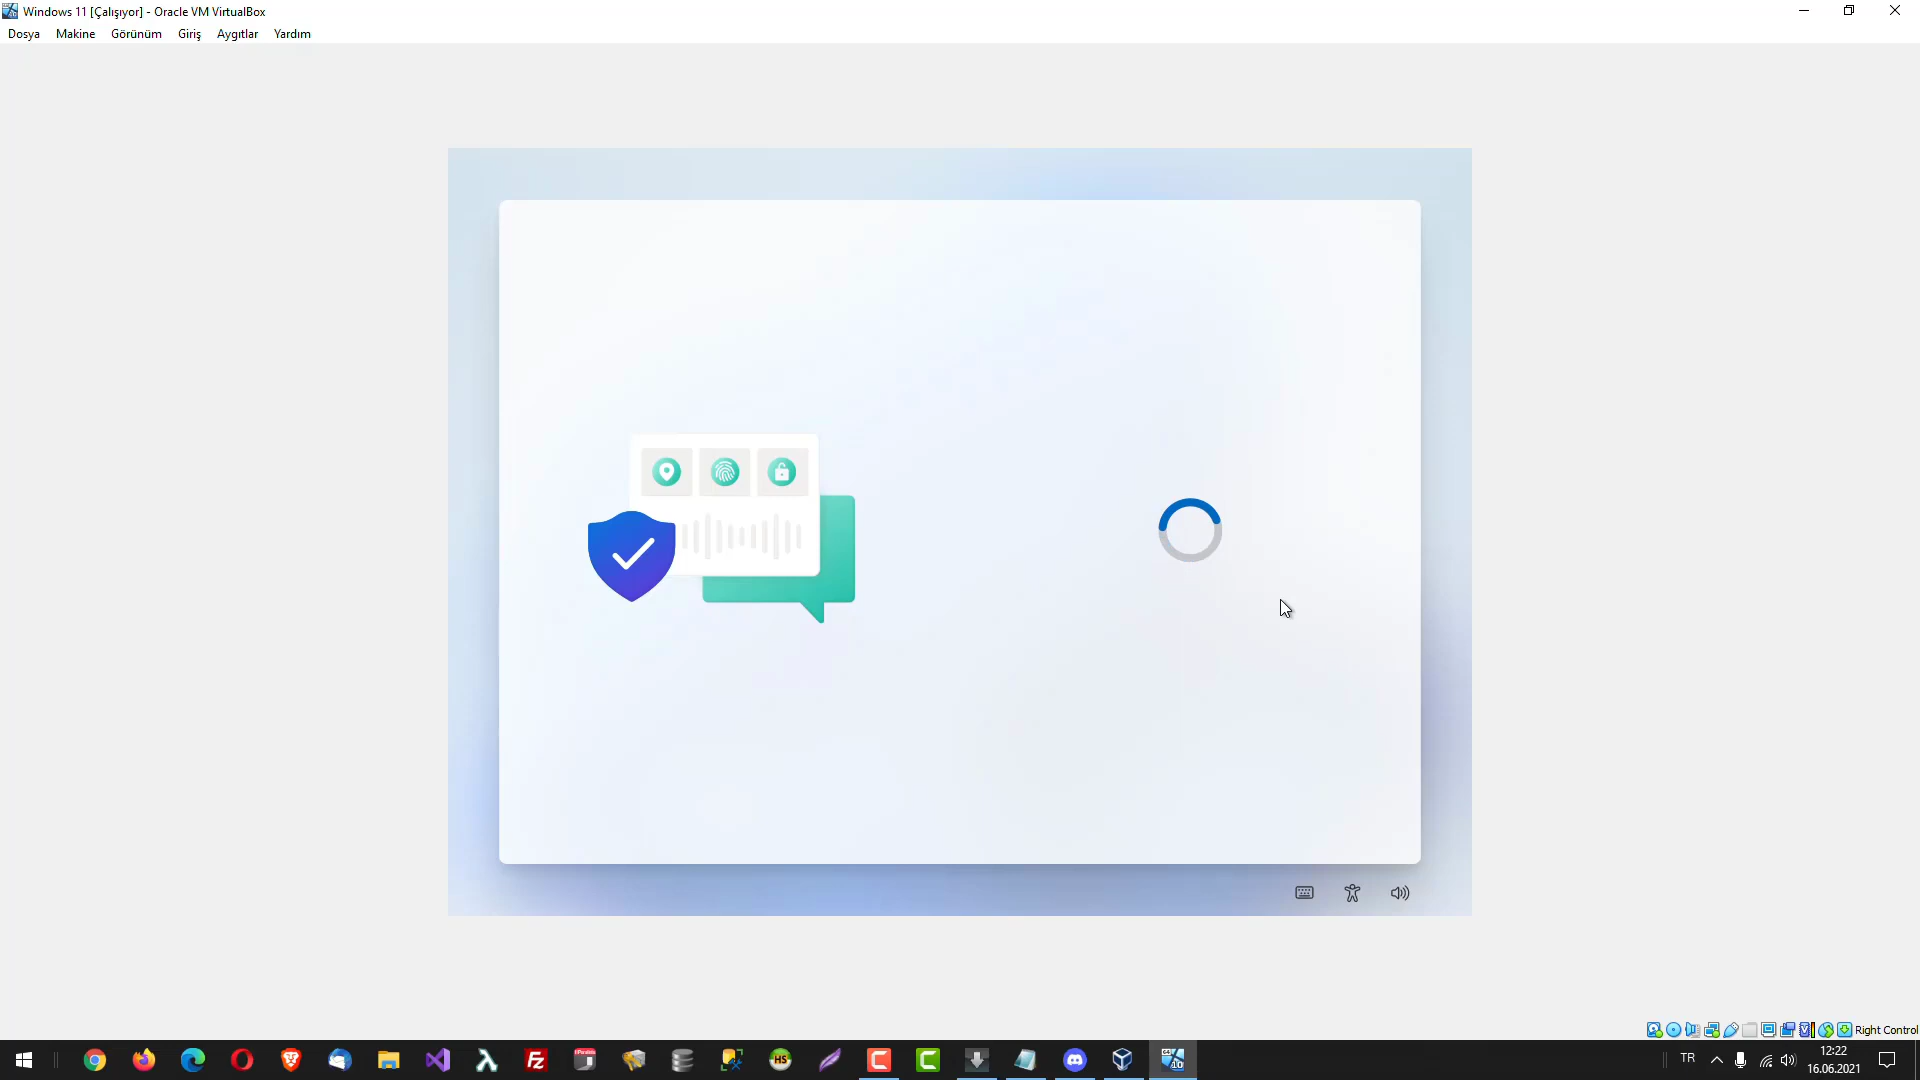 Windows 11 [Çalışıyor] - Oracle VM VirtualBox
Dosya Makine Görünüm Giriş Aygıtlar Yardım
Right Control
TR
12:22
16.06.2021